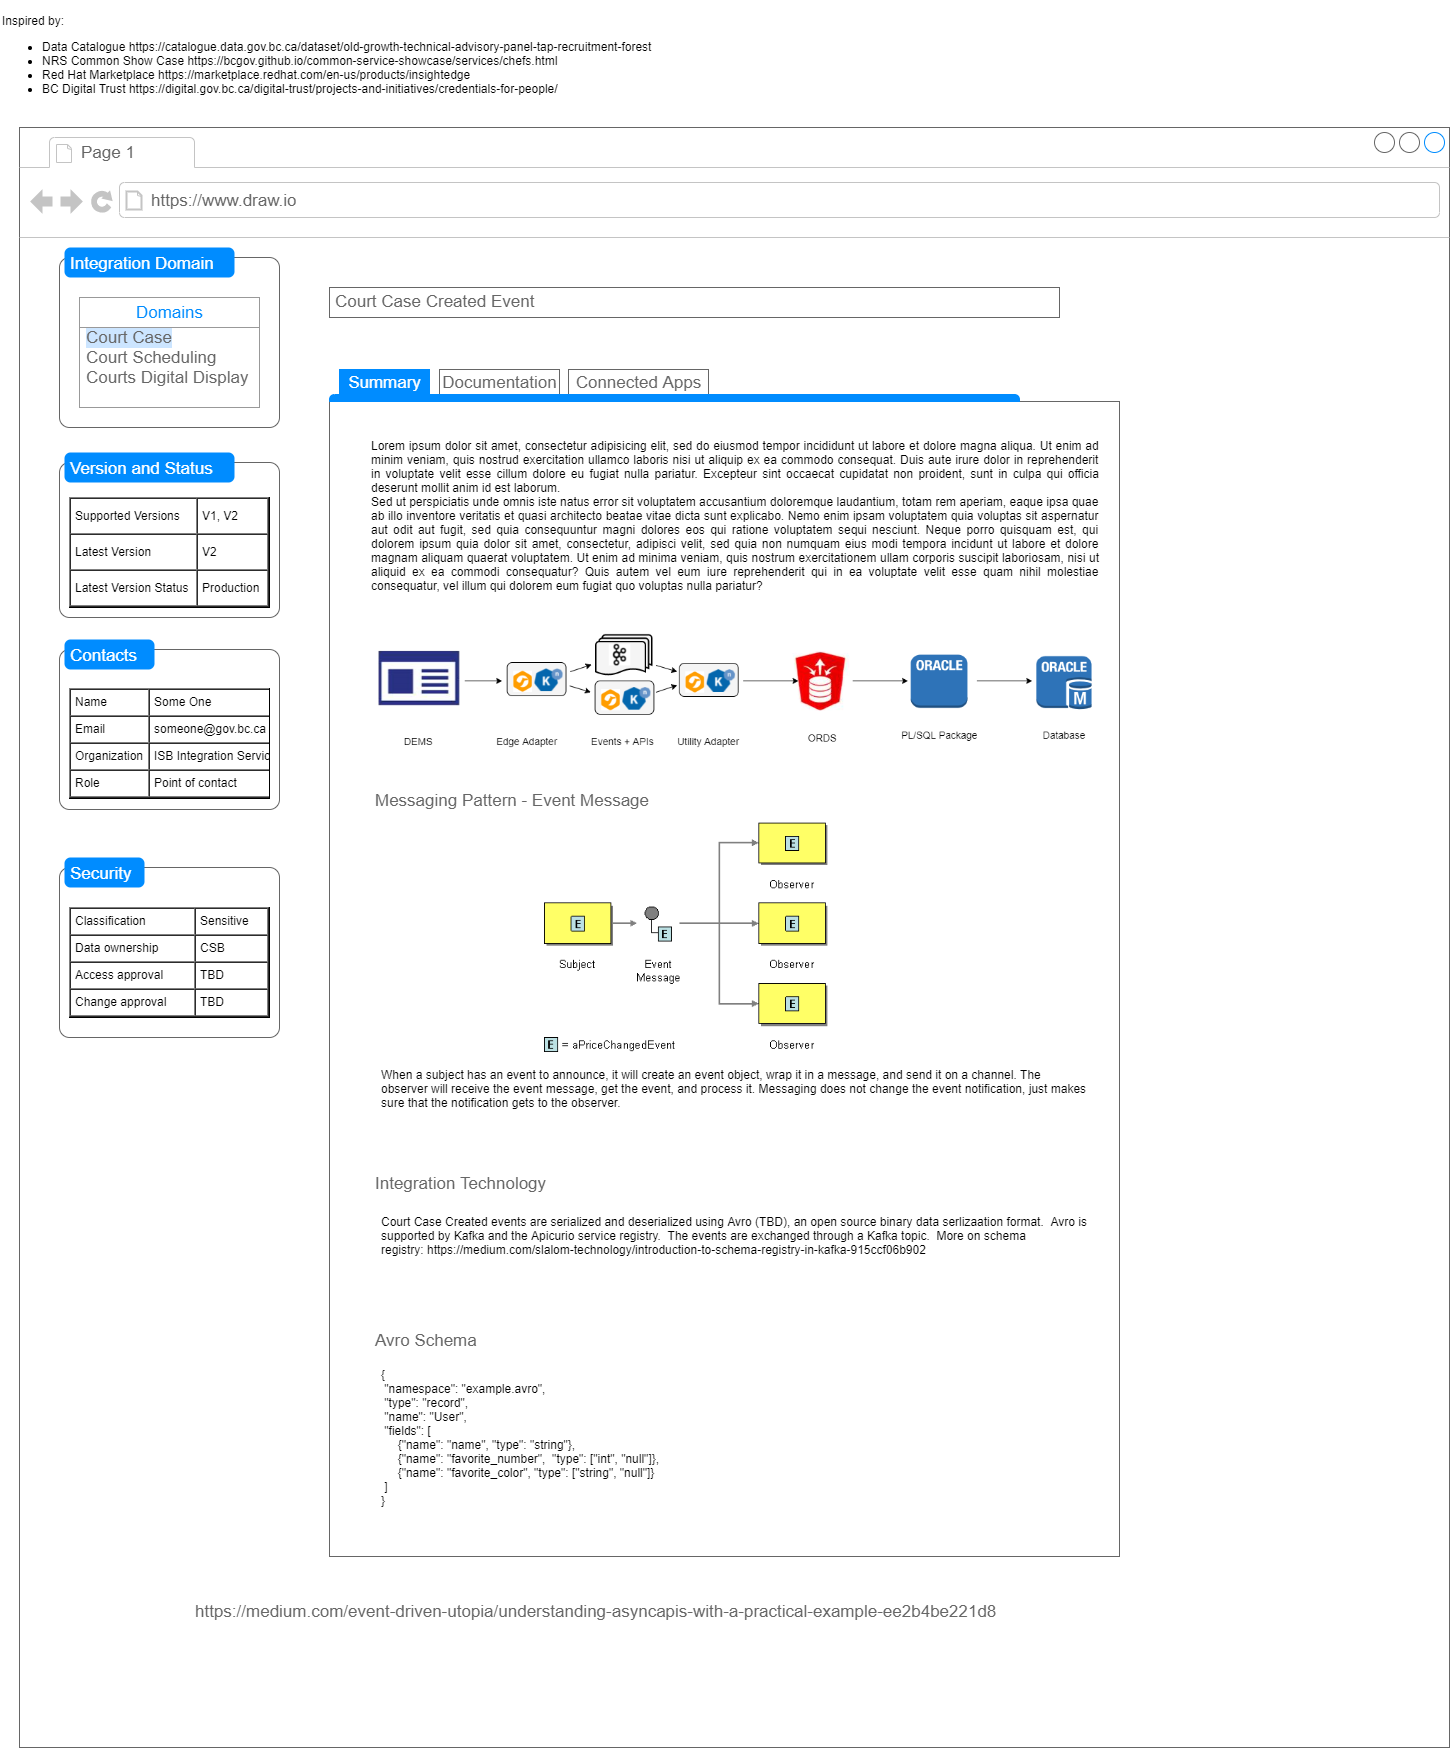 Inspired by:
Data Catalogue https://catalogue.data.gov.bc.ca/dataset/old-growth-technical-advisory-panel-tap-recruitment-forest
NRS Common Show Case https://bcgov.github.io/common-service-showcase/services/chefs.html
Red Hat Marketplace https://marketplace.redhat.com/en-us/products/insightedge
BC Digital Trust https://digital.gov.bc.ca/digital-trust/projects-and-initiatives/credentials-for-people/
Page 1
https://www.draw.io
Integration Domain
Domains
Court Case
Court Scheduling
Courts Digital Display
Version and Status
Supported Versions V1, V2
Latest Version V2
Latest Version Status Production
Contacts
Name Some One
Email someone@gov.bc.ca
Organization ISB Integration Servic
Role Point of contact
Security
Classification Sensitive
Data ownership CSB
Access approval TBD
Change approval TBD
Court Case Created Event
Summary Documentation Connected Apps
Lorem ipsum dolor sit amet, consectetur adipisicing elit, sed do eiusmod tempor incididunt ut labore et dolore magna aliqua. Ut enim ad
minim veniam, quis nostrud exercitation ullamco laboris nisi ut aliquip ex ea commodo consequat. Duis aute irure dolor in reprehenderit
in voluptate velit esse cillum dolore eu fugiat nulla pariatur. Excepteur sint occaecat cupidatat non proident, sunt in culpa qui officia
deserunt mollit anim id est laborum.
Sed ut perspiciatis unde omnis iste natus error sit voluptatem accusantium doloremque laudantium, totam rem aperiam, eaque ipsa quae
ab illo inventore veritatis et quasi architecto beatae vitae dicta sunt explicabo. Nemo enim ipsam voluptatem quia voluptas sit aspernatur
aut odit aut fugit, sed quia consequuntur magni dolores eos qui ratione voluptatem sequi nesciunt. Neque porro quisquam est, qui
dolorem ipsum quia dolor sit amet, consectetur, adipisci velit, sed quia non numquam eius modi tempora incidunt ut labore et dolore
magnam aliquam quaerat voluptatem. Ut enim ad minima veniam, quis nostrum exercitationem ullam corporis suscipit laboriosam, nisi ut
aliquid ex ea commodi consequatur? Quis autem vel eum iure reprehenderit qui in ea voluptate velit esse quam nihil molestiae
consequatur, vel illum qui dolorem eum fugiat quo voluptas nulla pariatur?
K n
K n
K n
ORACLE
ORACLE
M
DEMS
Edge Adapter
Events + APIs
Utility Adapter
ORDS
PL/SQL Package
Database
Messaging Pattern - Event Message
E
Observer
E
E
E
Subject
Event
Message
Observer
E
Observer
E = aPriceChangedEvent
When a subject has an event to announce, it will create an event object, wrap it in a message, and send it on a channel. The
observer will receive the event message, get the event, and process it. Messaging does not change the event notification, just makes
sure that the notification gets to the observer.
Integration Technology
Court Case Created events are serialized and deserialized using Avro (TBD), an open source binary data serlizaation format.  Avro is
supported by Kafka and the Apicurio service registry.  The events are exchanged through a Kafka topic.  More on schema
registry: https://medium.com/slalom-technology/introduction-to-schema-registry-in-kafka-915ccf06b902
Avro Schema
{
"namespace": "example.avro",
"type": "record",
"name": "User",
"fields": [
{"name": "name", "type": "string"},
{"name": "favorite_number",  "type": ["int", "null"]},
{"name": "favorite_color", "type": ["string", "null"]}
]
}
https://medium.com/event-driven-utopia/understanding-asyncapis-with-a-practical-example-ee2b4be221d8